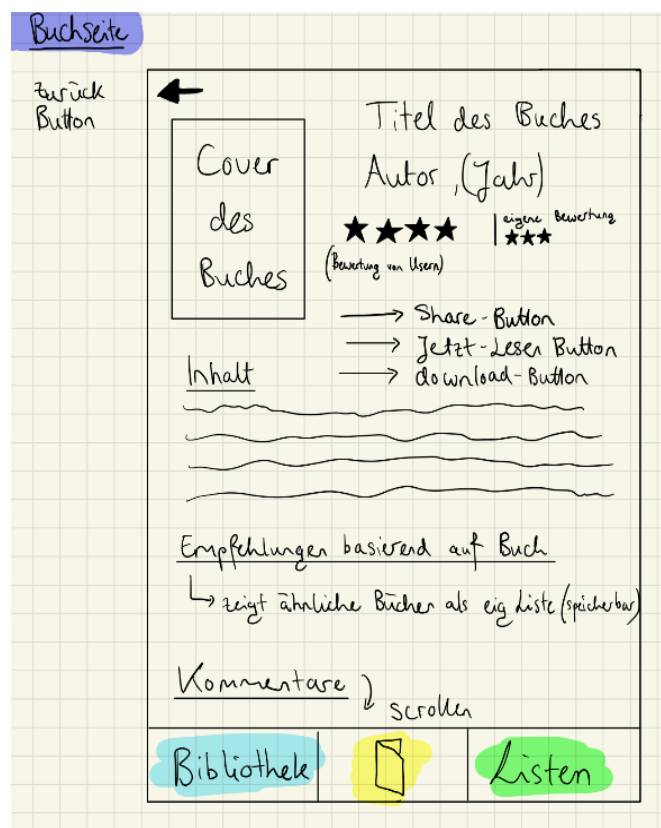 Buchseite
Zurück
Button
Titel des Buches
Autor, (Jahr)
Cover
des
Buches
eigene Bewertung
(Bewertung von Usern)
Share-Button
Jetzt-Lesen Button
download-Button
Inhalt
Empfehlungen basierend auf Buch
zeigt ähnliche Bücher als eig Liste (speicherbar)
Kommentare
scrollen
Bibliothek
Listen